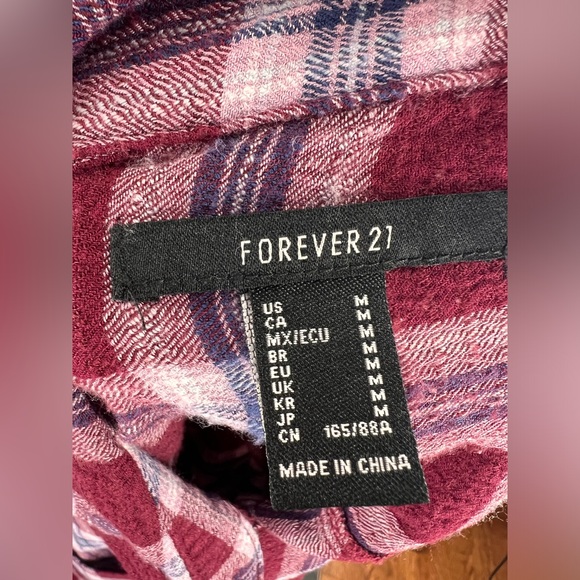 FOREVER 21
US M
CA M
MX/ECU M
BR M
EU M
UK M
KR M
JP M
CN 165/88A
MADE IN CHINA